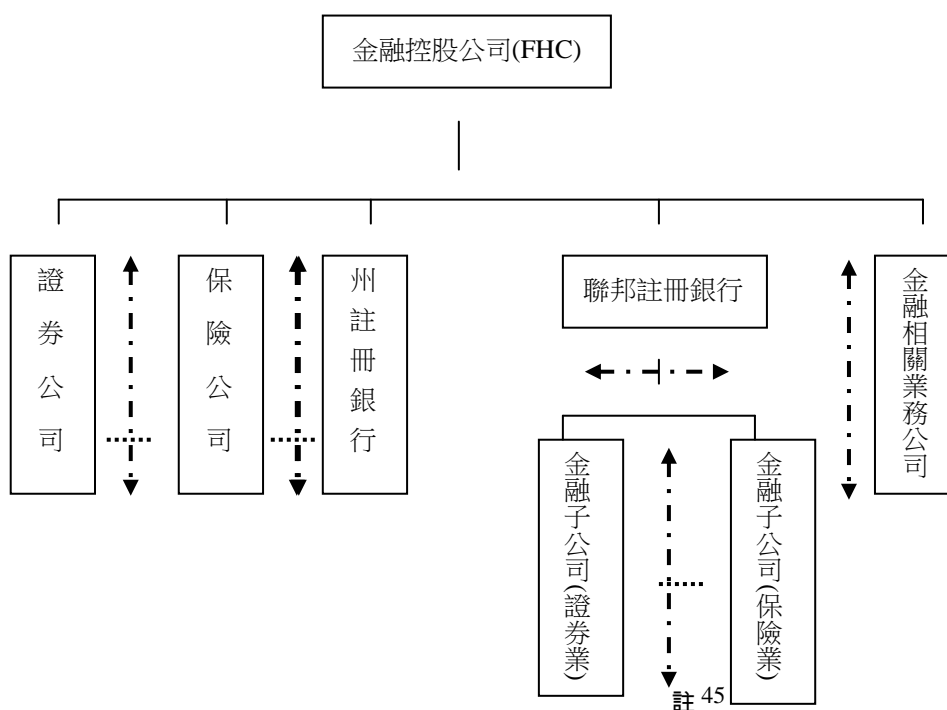 金融控股公司(FHC)
證券公司
保險公司
州註冊銀行
聯邦註冊銀行
金融相關業務公司
金融子公司(證券業)
金融子公司(保險業)
註 45